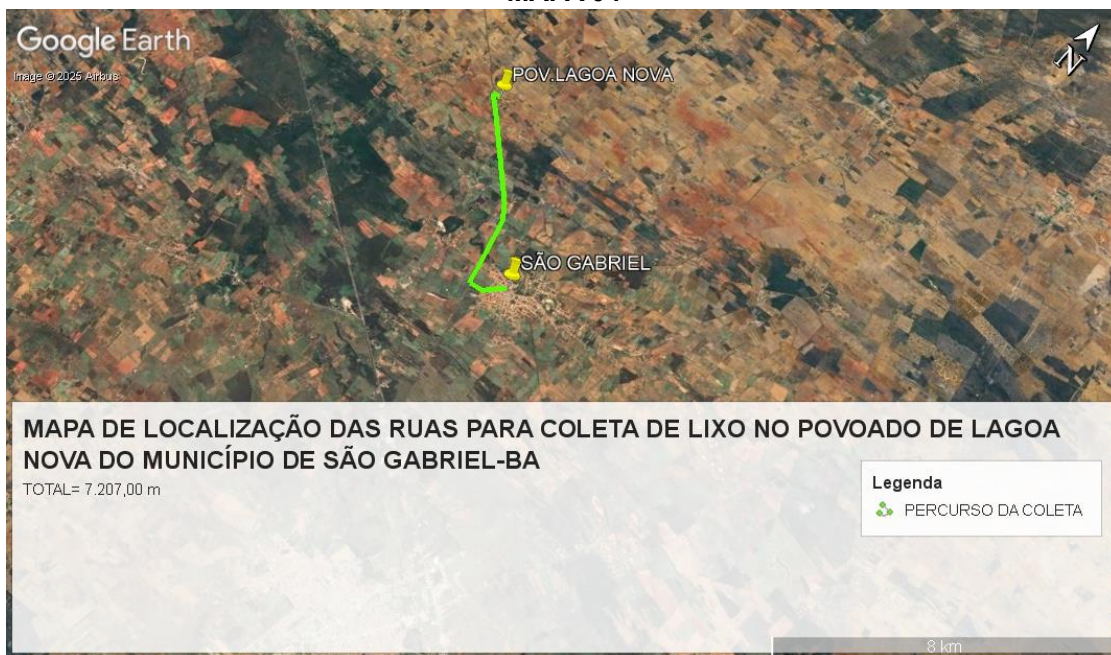 Google Earth
Image © 2025 Airbus
N
POV.LAGOA NOVA
SÃO GABRIEL
MAPA DE LOCALIZAÇÃO DAS RUAS PARA COLETA DE LIXO NO POVOADO DE LAGOA
NOVA DO MUNICÍPIO DE SÃO GABRIEL-BA
TOTAL= 7.207,00 m
Legenda
PERCURSO DA COLETA
8 km